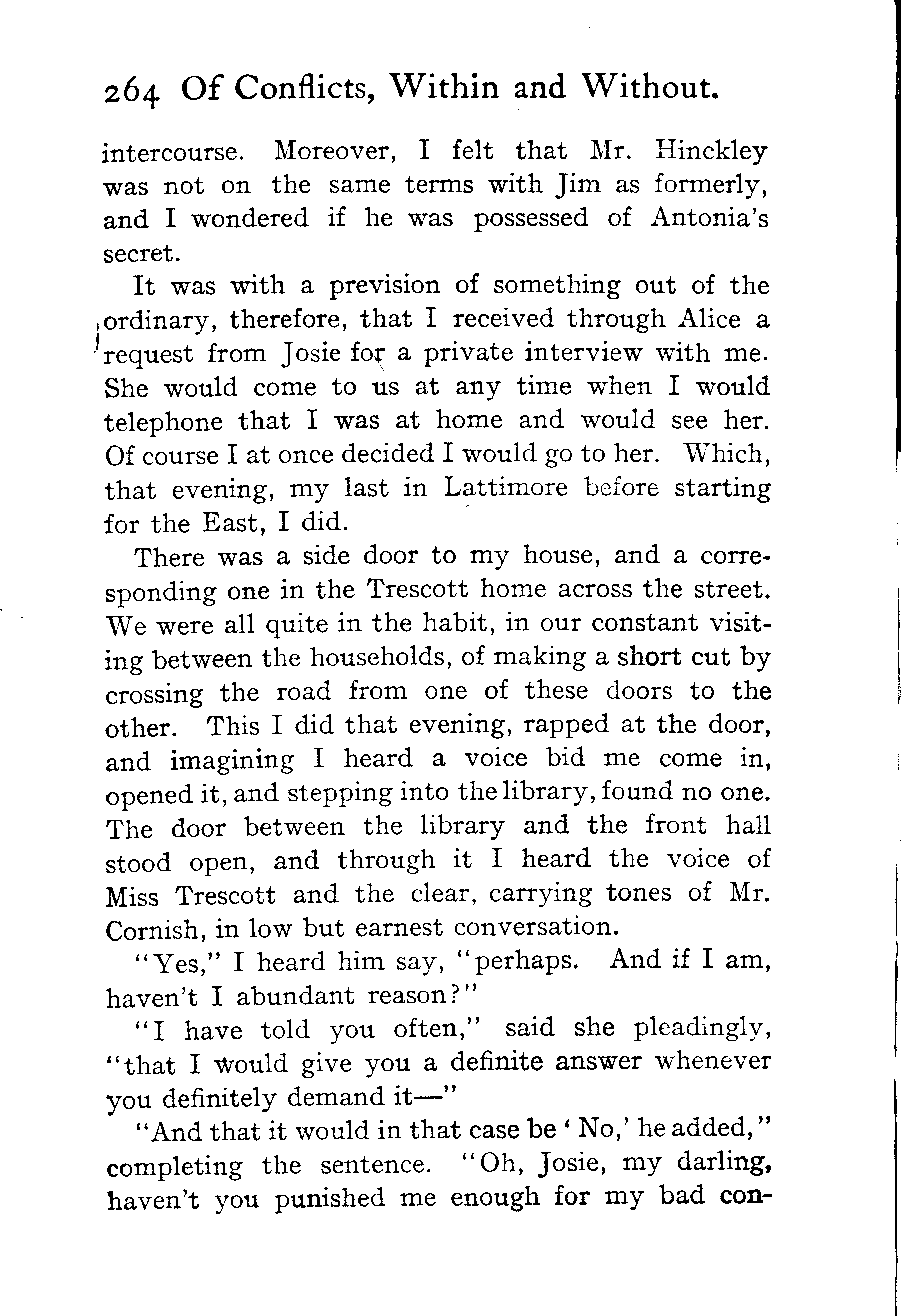 264 Of Conflicts, Within and Without.
intercourse. Moreover, I felt that Mr. Hinckley
was not on the same terms with Jim as formerly,
and I wondered if he was possessed of Antonia's
secret.
It was with a prevision of something out of the
ordinary, therefore, that I received through Alice a
request from Josie for a private interview with me.
She would come to us at any time when I would
telephone that I was at home and would see her.
Of course I at once decided I would go to her. Which,
that evening, my last in Lattimore before starting
for the East, I did.
There was a side door to my house, and a corre-
sponding one in the Trescott home across the street.
We were all quite in the habit, in our constant visit-
ing between the households, of making a short cut by
crossing the road from one of these doors to the
other. This I did that evening, rapped at the door,
and imagining I heard a voice bid me come in,
opened it, and stepping into the library, found no one.
The door between the library and the front hall
stood open, and through it I heard the voice of
Miss Trescott and the clear, carrying tones of Mr.
Cornish, in low but earnest conversation.
"Yes," I heard him say, "perhaps. And if I am,
haven't I abundant reason?"
"I have told you often," said she pleadingly,
"that I would give you a definite answer whenever
you definitely demand it—"
"And that it would in that case be 'No,' he added,"
completing the sentence. "Oh, Josie, my darling,
haven't you punished me enough for my bad con-